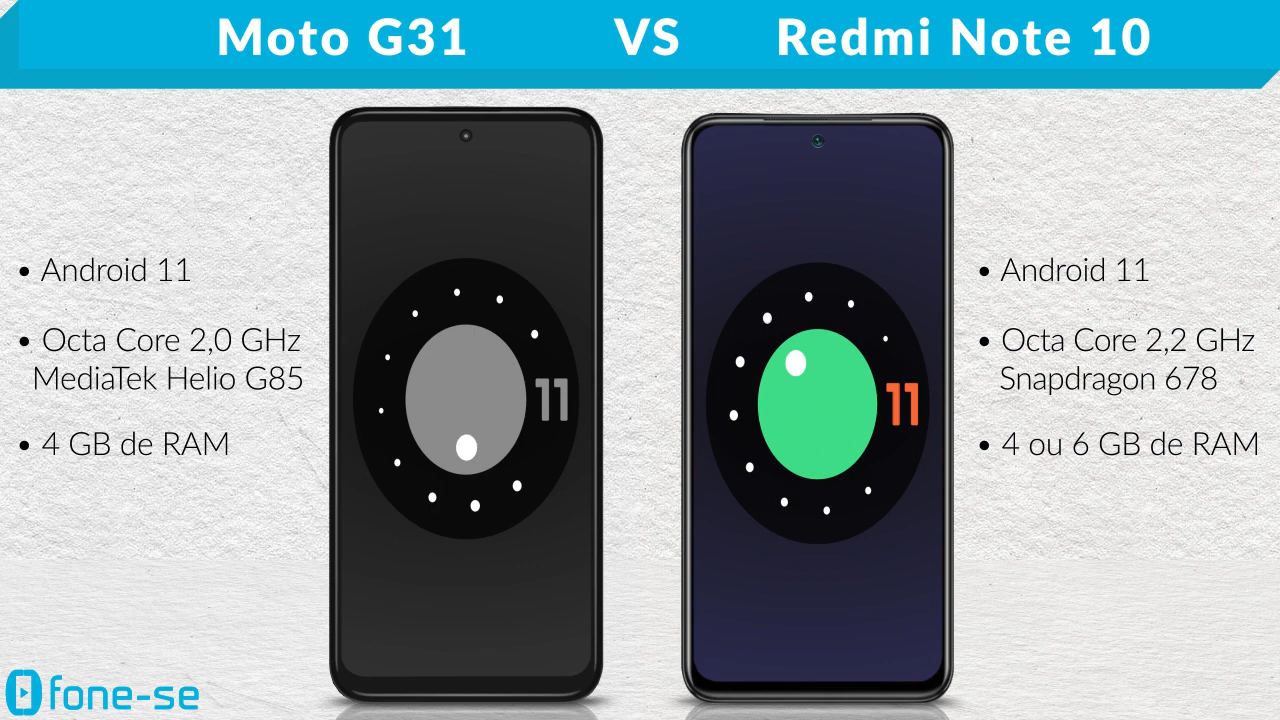 Moto G31 VS Redmi Note 10
• Android 11
• Octa Core 2,0 GHz
MediaTek Helio G85
• 4 GB de RAM
11
11
• Android 11
• Octa Core 2,2 GHz
Snapdragon 678
• 4 ou 6 GB de RAM
fone-se